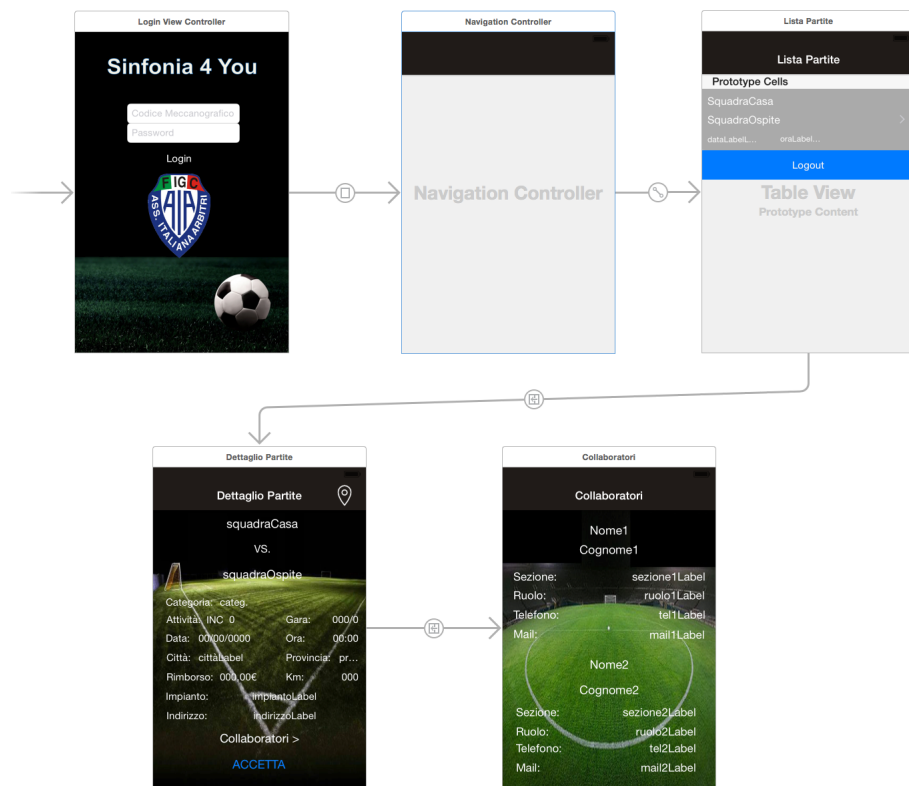 Login View Controller
Sinfonia 4 You
Codice Meccanografico
Password
Login
FIGC
AIA
ASS. ITALIANA ARBITRI
Navigation Controller
Navigation Controller
Lista Partite
Lista Partite
Prototype Cells
SquadraCasa
SquadraOspite
dataLabelL... oraLabel...
Logout
Table View
Prototype Content
Dettaglio Partite
Dettaglio Partite
squadraCasa
VS.
squadraOspite
Categoria: categ.
Attività: INC 0 Gara: 000/0
Data: 00/00/0000 Ora: 00:00
Città: cittàLabel Provincia: pr...
Rimborso: 000,00€ Km: 000
Impianto: impiantoLabel
Indirizzo: indirizzoLabel
Collaboratori >
ACCETTA
Collaboratori
Collaboratori
Nome1
Cognome1
Sezione: sezione1Label
Ruolo: ruolo1Label
Telefono: tel1Label
Mail: mail1Label
Nome2
Cognome2
Sezione: sezione2Label
Ruolo: ruolo2Label
Telefono: tel2Label
Mail: mail2Label